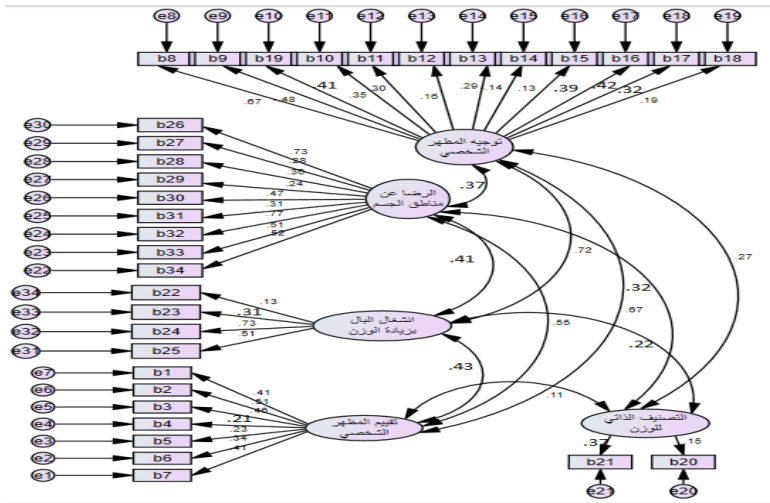 e8 e9 e10 e11 e12 e13 e14 e15 e16 e17 e18 e19
b8 b9 b19 b10 b11 b12 b13 b14 b15 b16 b17 b18
.67 .48 .41 .35 .30 .16 .29 .14 .13 .39 .42 .32 .19
توجيه المظهر
الشخصي
e30 b26 .73
e29 b27 .28
e28 b28 .36
e27 b29 .24
e26 b30 .47
e25 b31 .31
e24 b32 .77
e23 b33 .51
e22 b34 .52
الرضا عن
مناطق الجسم
.37
.41
.72
.27
.32
.67
.55
e34 b22 .13
e33 b23 .31
e32 b24 .73
e31 b25 .51
انشغال البال
بزيادة الوزن
.22
.43
.11
e7 b1 .41
e6 b2 .51
e5 b3 .46
e4 b4 .21
e3 b5 .23
e2 b6 .34
e1 b7 .41
تقييم المظهر
الشخصي
التصنيف الذاتي
للوزن
.37 .15
b21 b20
e21 e20